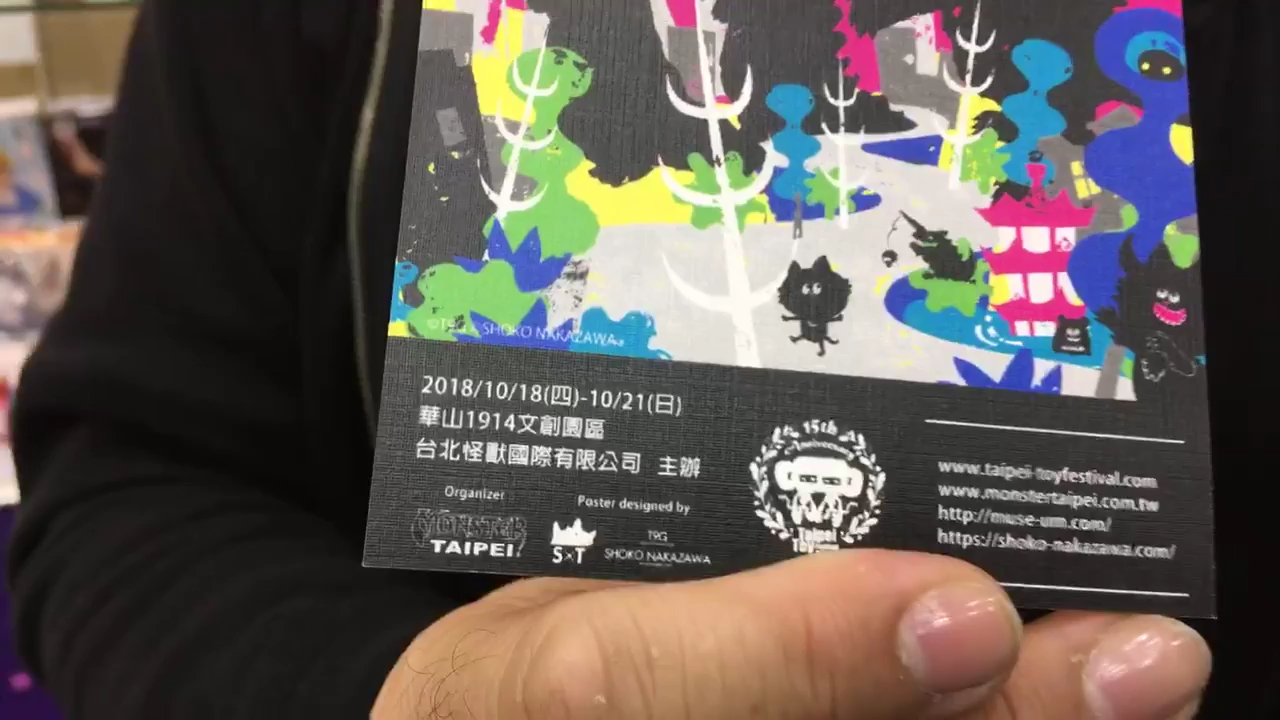 ©T9G & SHOKO NAKAZAWA.
2018/10/18(四)-10/21(日)
華山1914文創園區
台北怪獸國際有限公司 主辦
Organizer
MONSTER
TAIPEI
Poster designed by
S×T
T9G
SHOKO NAKAZAWA
15th
Anniversary
Taipei
www.taipei-toyfestival.com
www.monstertaipei.com.tw
http://muse-um.com/
https://shoko-nakazawa.com/